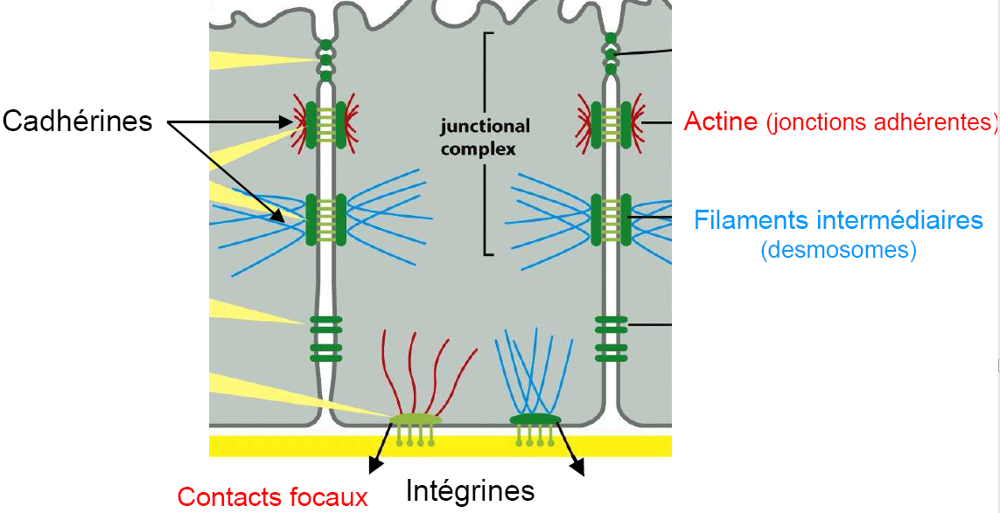 Cadhérines
junctional
complex
Actine (jonctions adhérentes)
Filaments intermédiaires
(desmosomes)
Contacts focaux
Intégrines